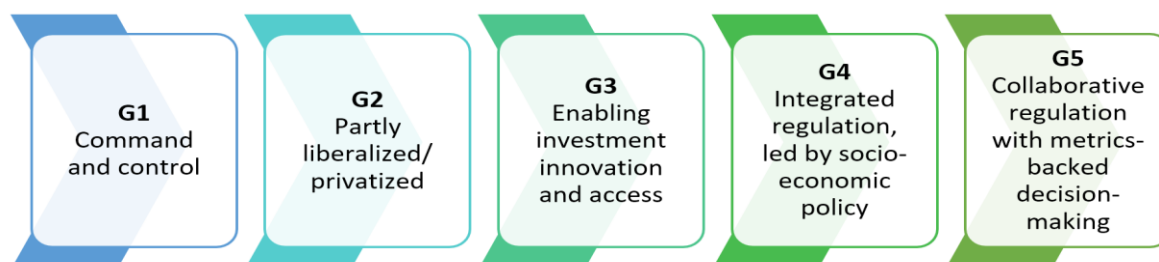 G1
Command
and control
G2
Partly
liberalized/
privatized
G3
Enabling
investment
innovation
and access
G4
Integrated
regulation,
led by socio-
economic
policy
G5
Collaborative
regulation
with metrics-
backed
decision-
making